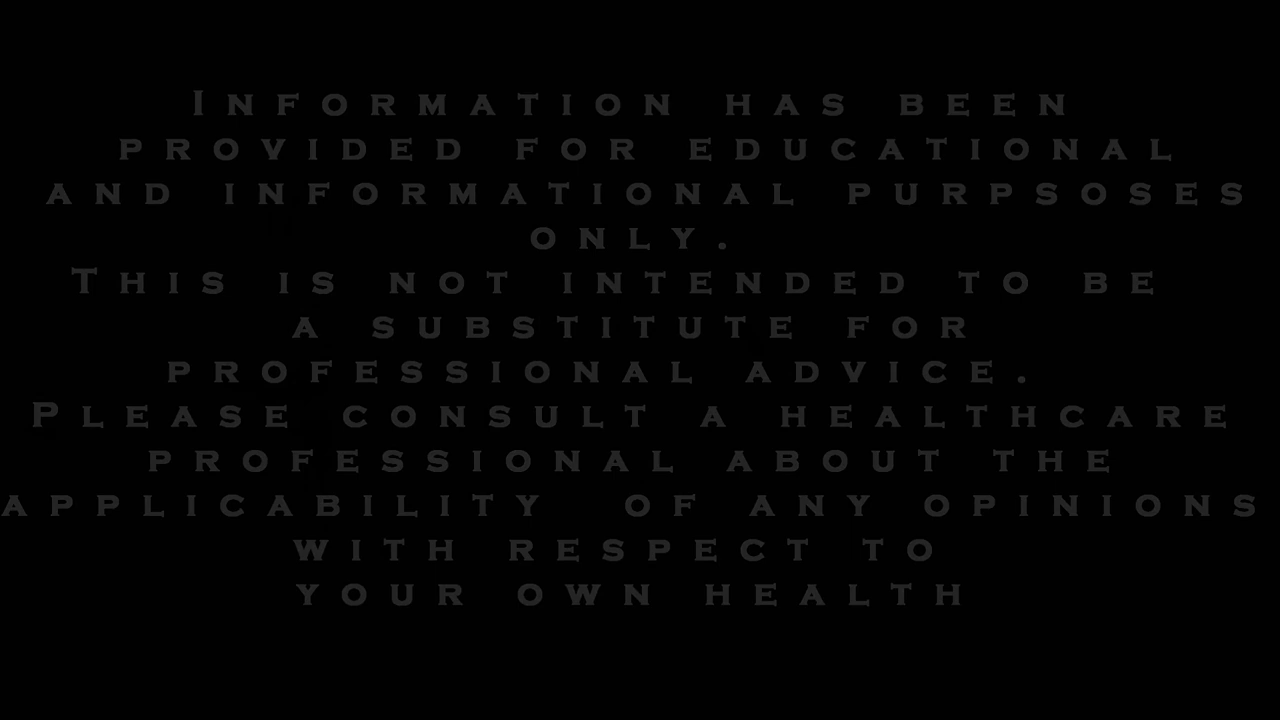 Information has been
provided for educational
and informational purpsoses
only.
This is not intended to be
a substitute for
professional advice.
Please consult a healthcare
professional about the
applicability of any opinions
with respect to
your own health